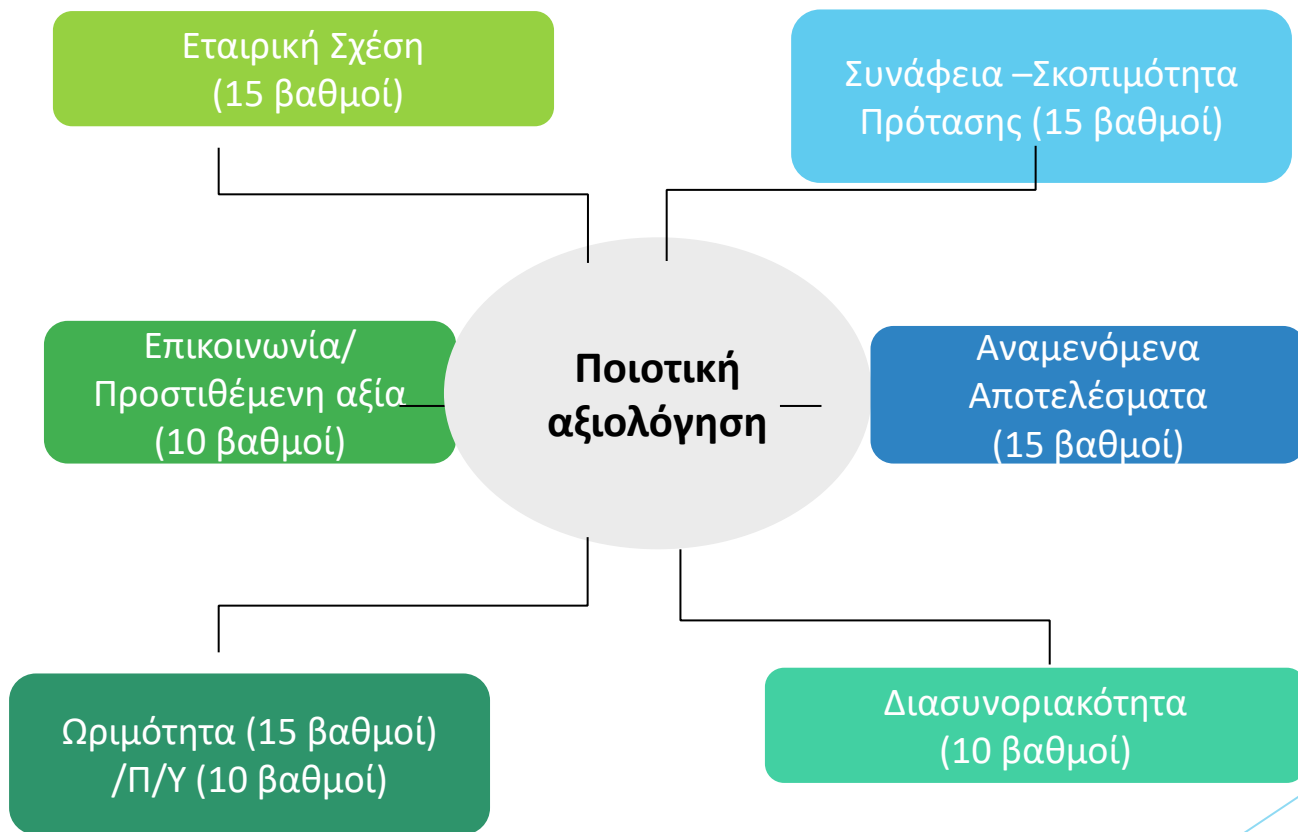 Εταιρική Σχέση
(15 βαθμοί)
Συνάφεια –Σκοπιμότητα
Πρότασης (15 βαθμοί)
Επικοινωνία/
Προστιθέμενη αξία
(10 βαθμοί)
Ποιοτική
αξιολόγηση
Αναμενόμενα
Αποτελέσματα
(15 βαθμοί)
Ωριμότητα (15 βαθμοί)
/Π/Υ (10 βαθμοί)
Διασυνοριακότητα
(10 βαθμοί)